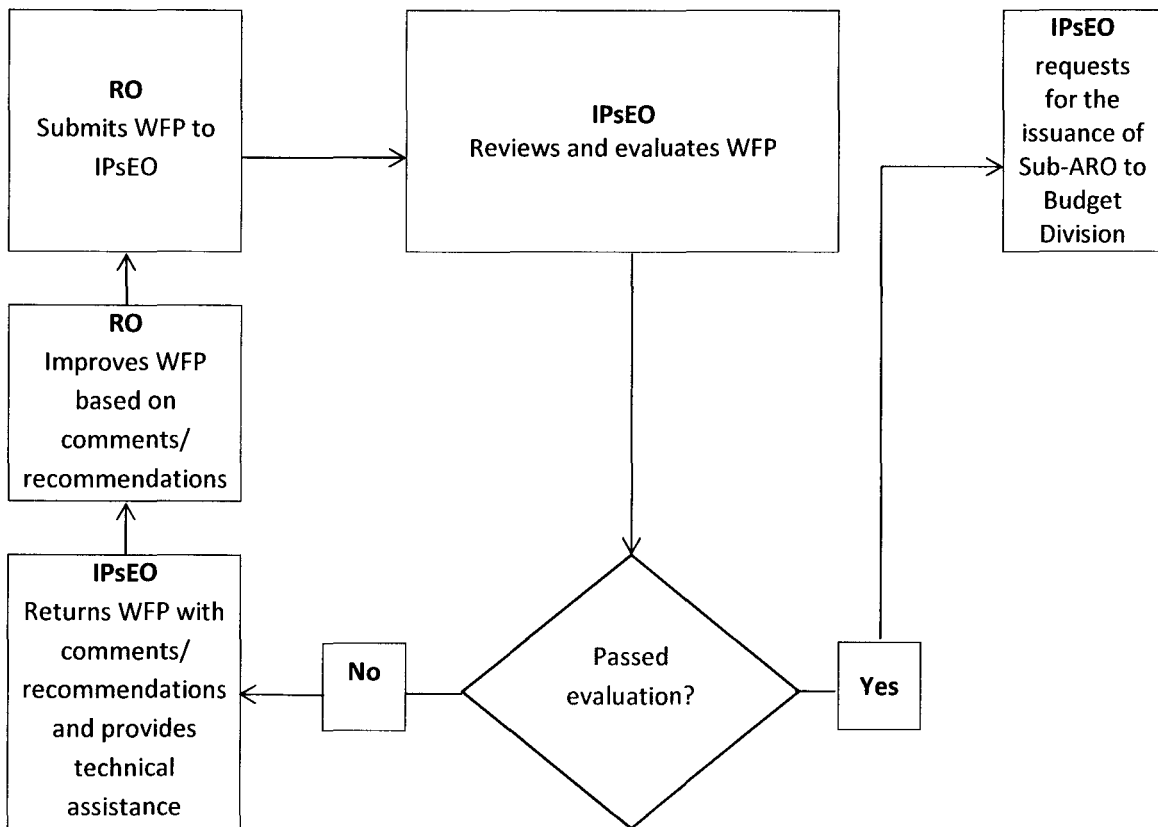 RO
Submits WFP to
IPsEO
IPsEO
Reviews and evaluates WFP
IPsEO
requests
for the
issuance of
Sub-ARO to
Budget
Division
RO
Improves WFP
based on
comments/
recommendations
IPsEO
Returns WFP with
comments/
recommendations
and provides
technical
assistance
No
Passed
evaluation?
Yes